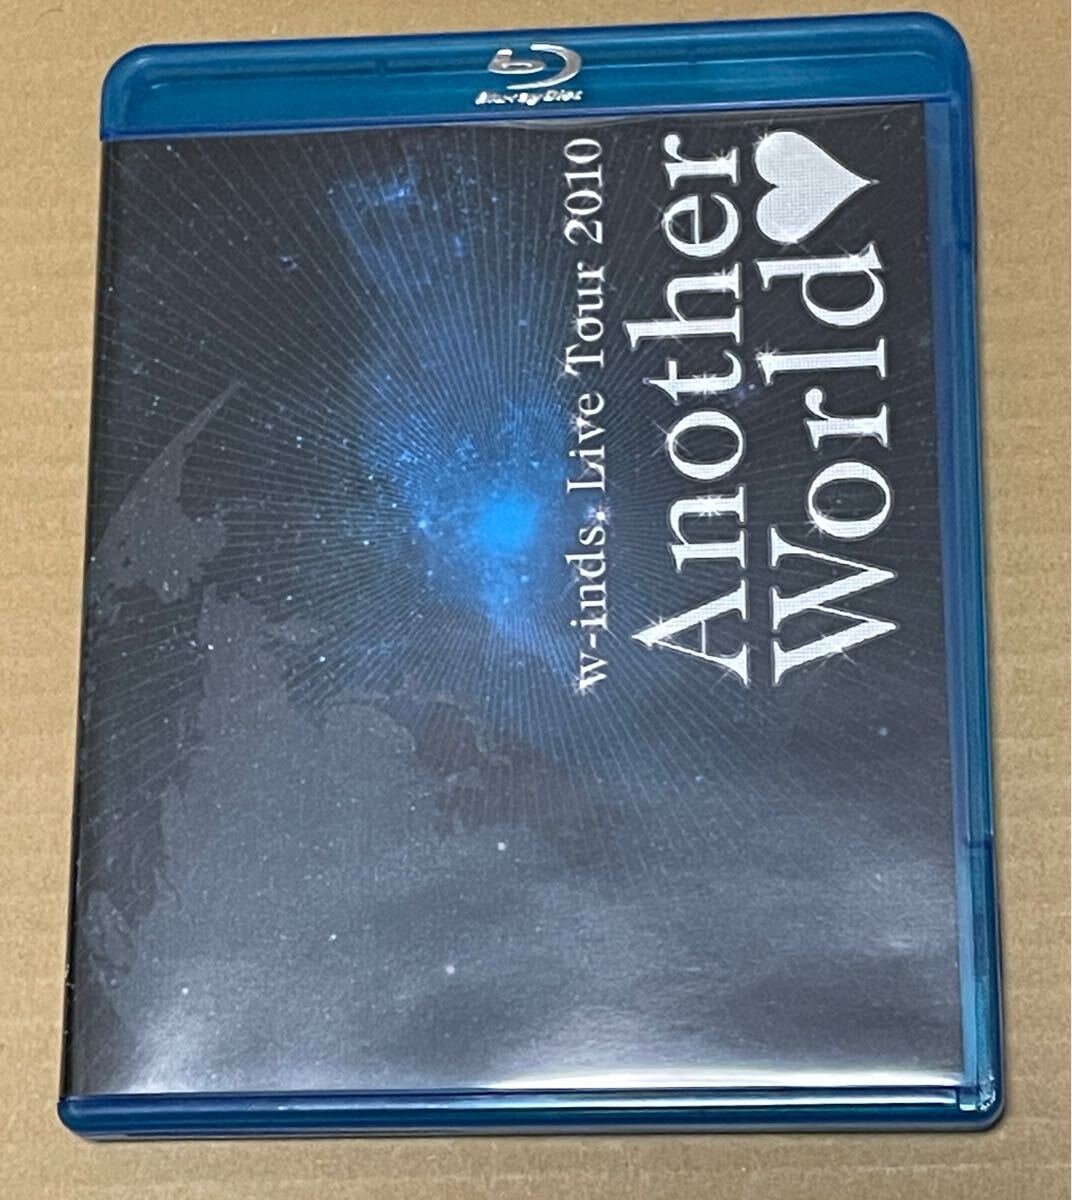 Blu-ray Disc
w-inds. Live Tour 2010
Another
World♥